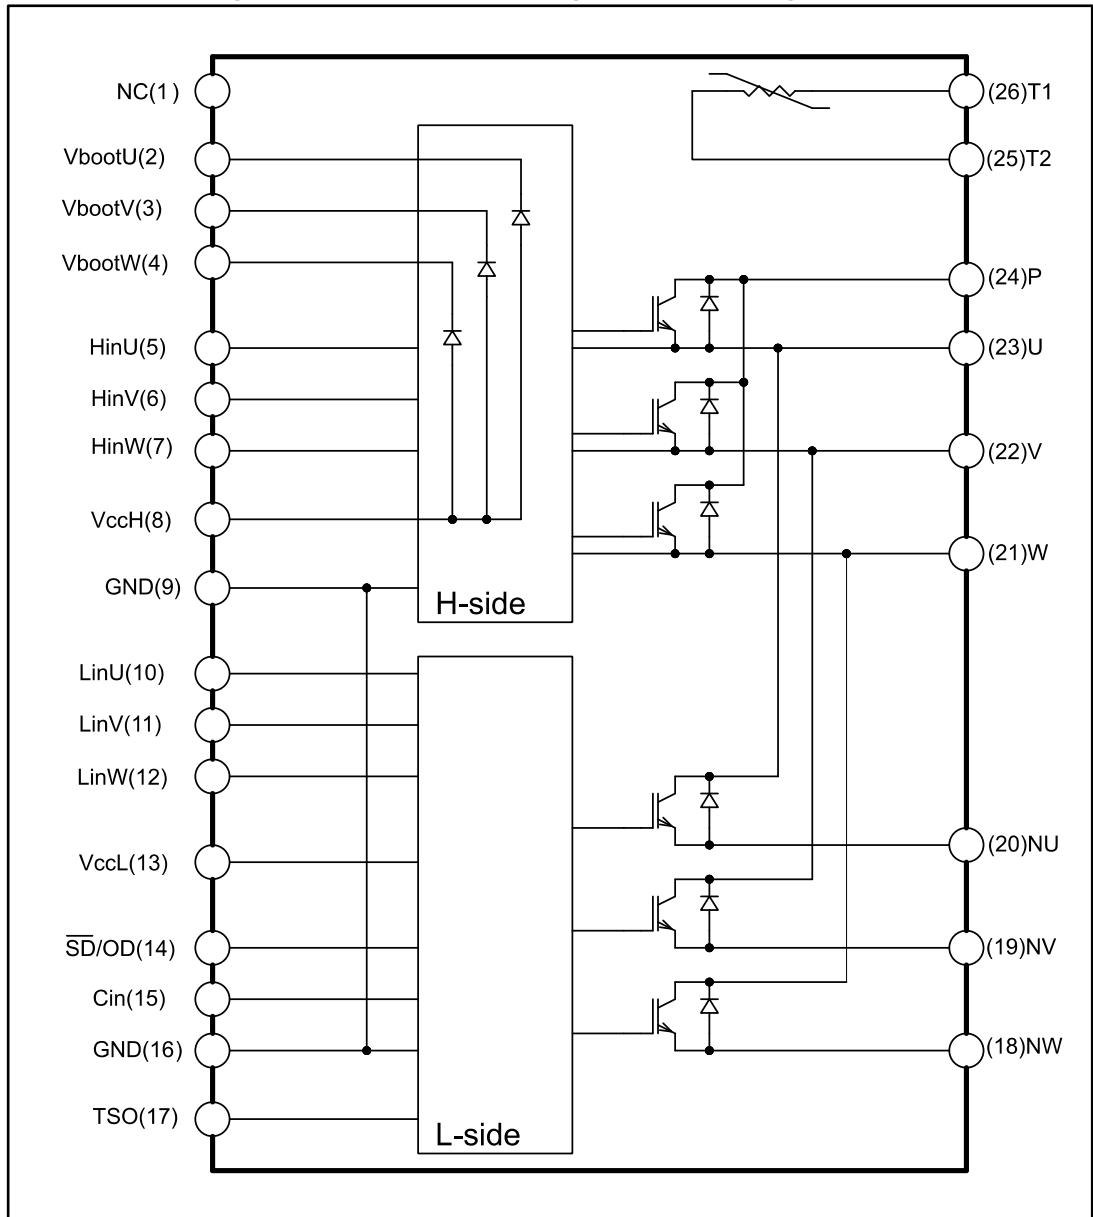 NC(1)
VbootU(2)
VbootV(3)
VbootW(4)
HinU(5)
HinV(6)
HinW(7)
VccH(8)
GND(9)
LinU(10)
LinV(11)
LinW(12)
VccL(13)
S̅D̅/OD(14)
Cin(15)
GND(16)
TSO(17)
H-side
L-side
(26)T1
(25)T2
(24)P
(23)U
(22)V
(21)W
(20)NU
(19)NV
(18)NW